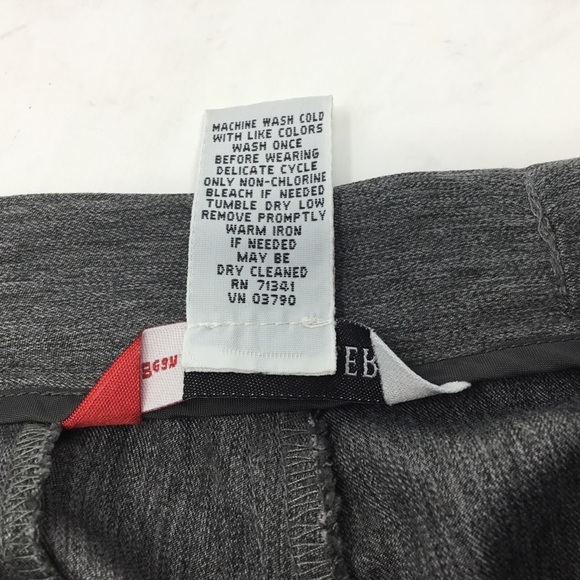 MACHINE WASH COLD
WITH LIKE COLORS
WASH ONCE
BEFORE WEARING
DELICATE CYCLE
ONLY NON-CHLORINE
BLEACH IF NEEDED
TUMBLE DRY LOW
REMOVE PROMPTLY
WARM IRON
IF NEEDED
MAY BE
DRY CLEANED
RN 71341
VN 03790
EB